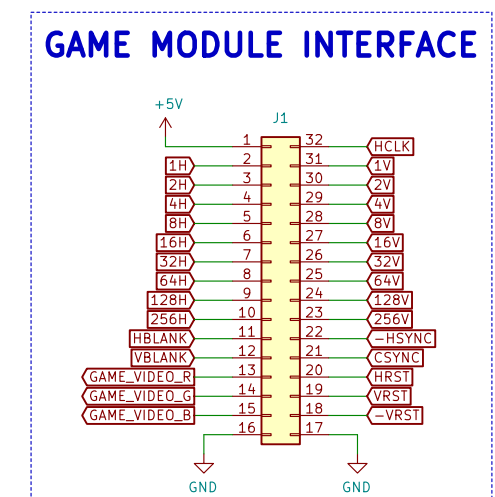 GAME MODULE INTERFACE
+5V
J1
1 32 HCLK
1H 2 31 1V
2H 3 30 2V
4H 4 29 4V
8H 5 28 8V
16H 6 27 16V
32H 7 26 32V
64H 8 25 64V
128H 9 24 128V
256H 10 23 256V
HBLANK 11 22 -HSYNC
VBLANK 12 21 CSYNC
GAME_VIDEO_R 13 20 HRST
GAME_VIDEO_G 14 19 VRST
GAME_VIDEO_B 15 18 -VRST
16 17
GND GND